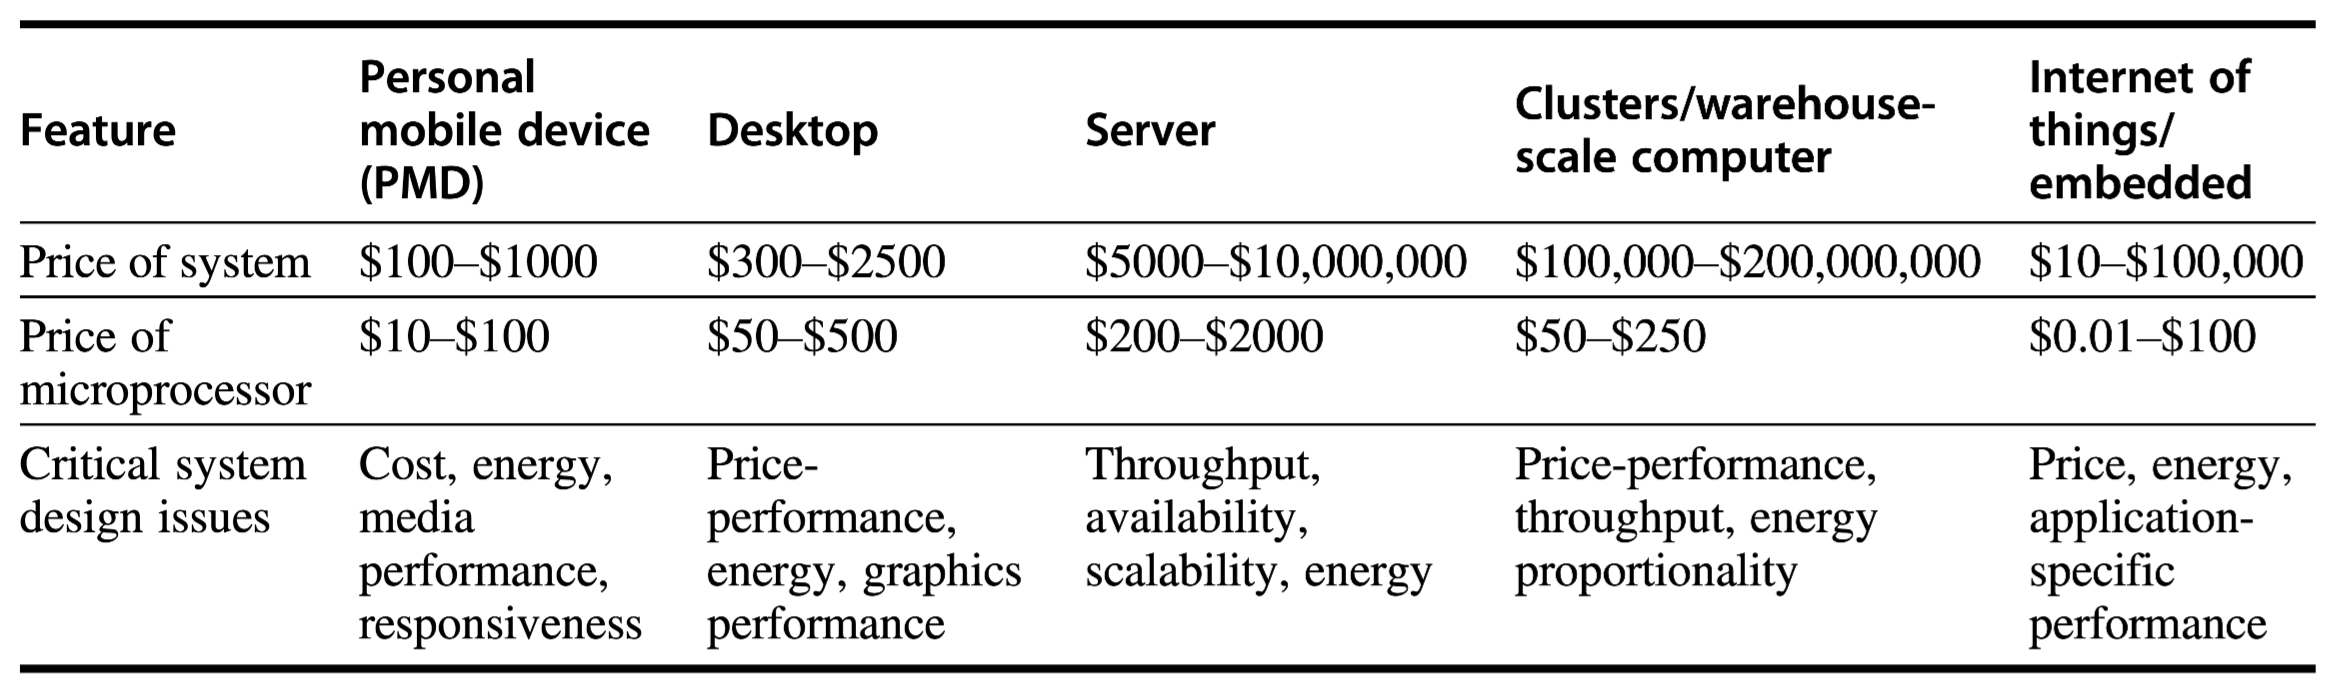 Feature
Personal
mobile device
(PMD)
Desktop
Server
Clusters/warehouse-
scale computer
Internet of
things/
embedded
Price of system
$100–$1000
$300–$2500
$5000–$10,000,000
$100,000–$200,000,000
$10–$100,000
Price of
microprocessor
$10–$100
$50–$500
$200–$2000
$50–$250
$0.01–$100
Critical system
design issues
Cost, energy,
media
performance,
responsiveness
Price-
performance,
energy, graphics
performance
Throughput,
availability,
scalability, energy
Price-performance,
throughput, energy
proportionality
Price, energy,
application-
specific
performance